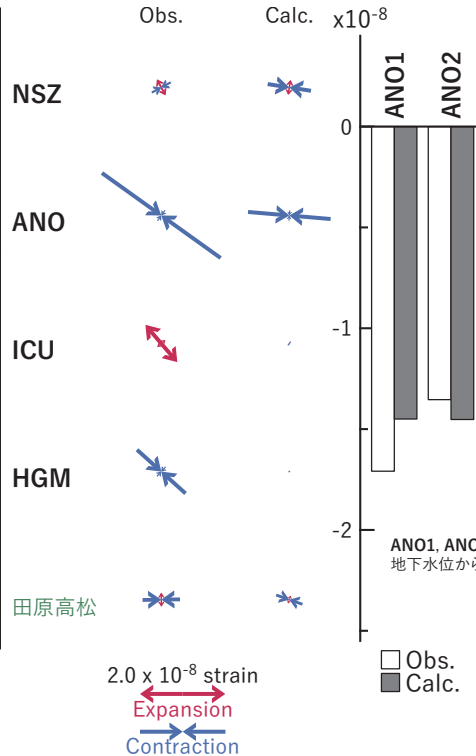 Obs.
Calc.
x10-8
ANO1
ANO2
NSZ
0
ANO
ICU
-1
HGM
-2
ANO1, ANO
地下水位から
田原高松
2.0 x 10-8 strain
Expansion
Contraction
Obs.
Calc.